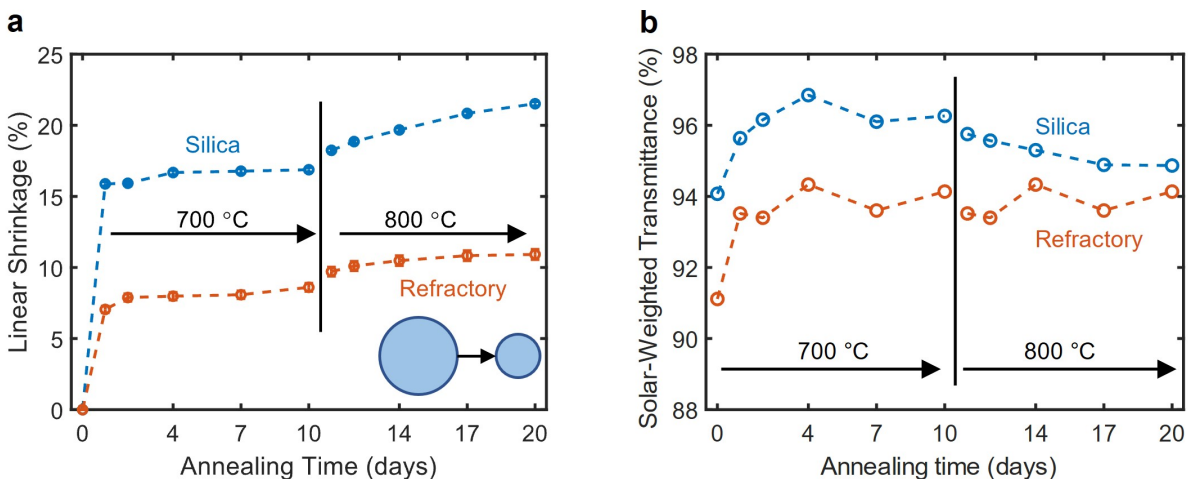 a
25
20
15
10
5
0
Linear Shrinkage (%)
Silica
700 °C
800 °C
Refractory
0 4 7 10 14 17 20
Annealing Time (days)
b
98
96
94
92
90
88
Solar-Weighted Transmittance (%)
Silica
Refractory
700 °C
800 °C
0 4 7 10 14 17 20
Annealing time (days)